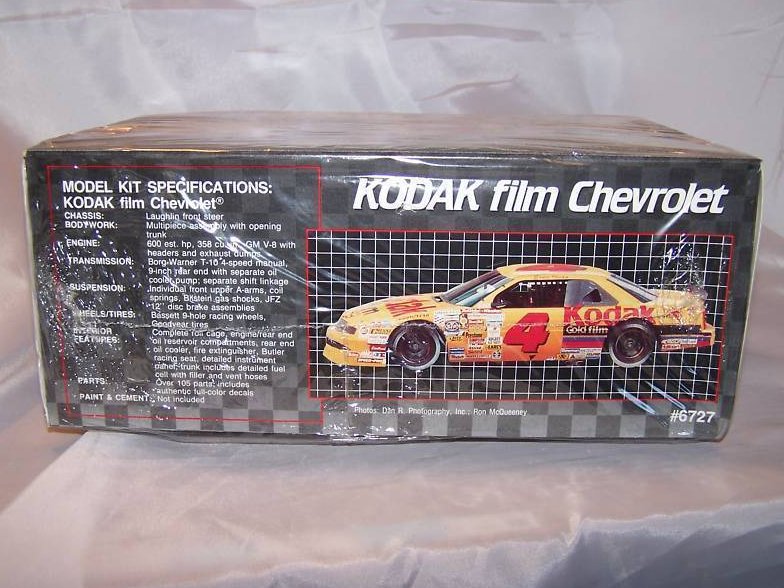 MODEL KIT SPECIFICATIONS:
KODAK film Chevrolet®
CHASSIS: Laughlin front steer
BODYWORK: Multipiece assembly with opening
trunk
ENGINE: 600 est. hp, 358 cu. in. GM V-8 with
headers and exhaust dumps
TRANSMISSION: Borg-Warner T-10 4-speed manual,
9-inch rear end with separate oil
cooler pump; separate shift linkage
SUSPENSION: Individual front upper A-arms, coil
springs, Bilstein gas shocks, JFZ
12" disc brake assemblies
WHEELS/TIRES: Bassett 9-hole racing wheels,
Goodyear tires
INTERIOR Complete roll cage, engine/rear end
FEATURES: oil reservoir compartments, rear end
oil cooler, fire extinguisher, Butler
racing seat, detailed instrument
panel; trunk includes detailed fuel
cell with filler and vent hoses
PARTS: Over 105 parts; includes
authentic full-color decals
PAINT & CEMENT: Not included
KODAK film Chevrolet
4
Kodak
Gold film
Photos: D3n R. Photography, Inc.; Ron McQueeney
#6727